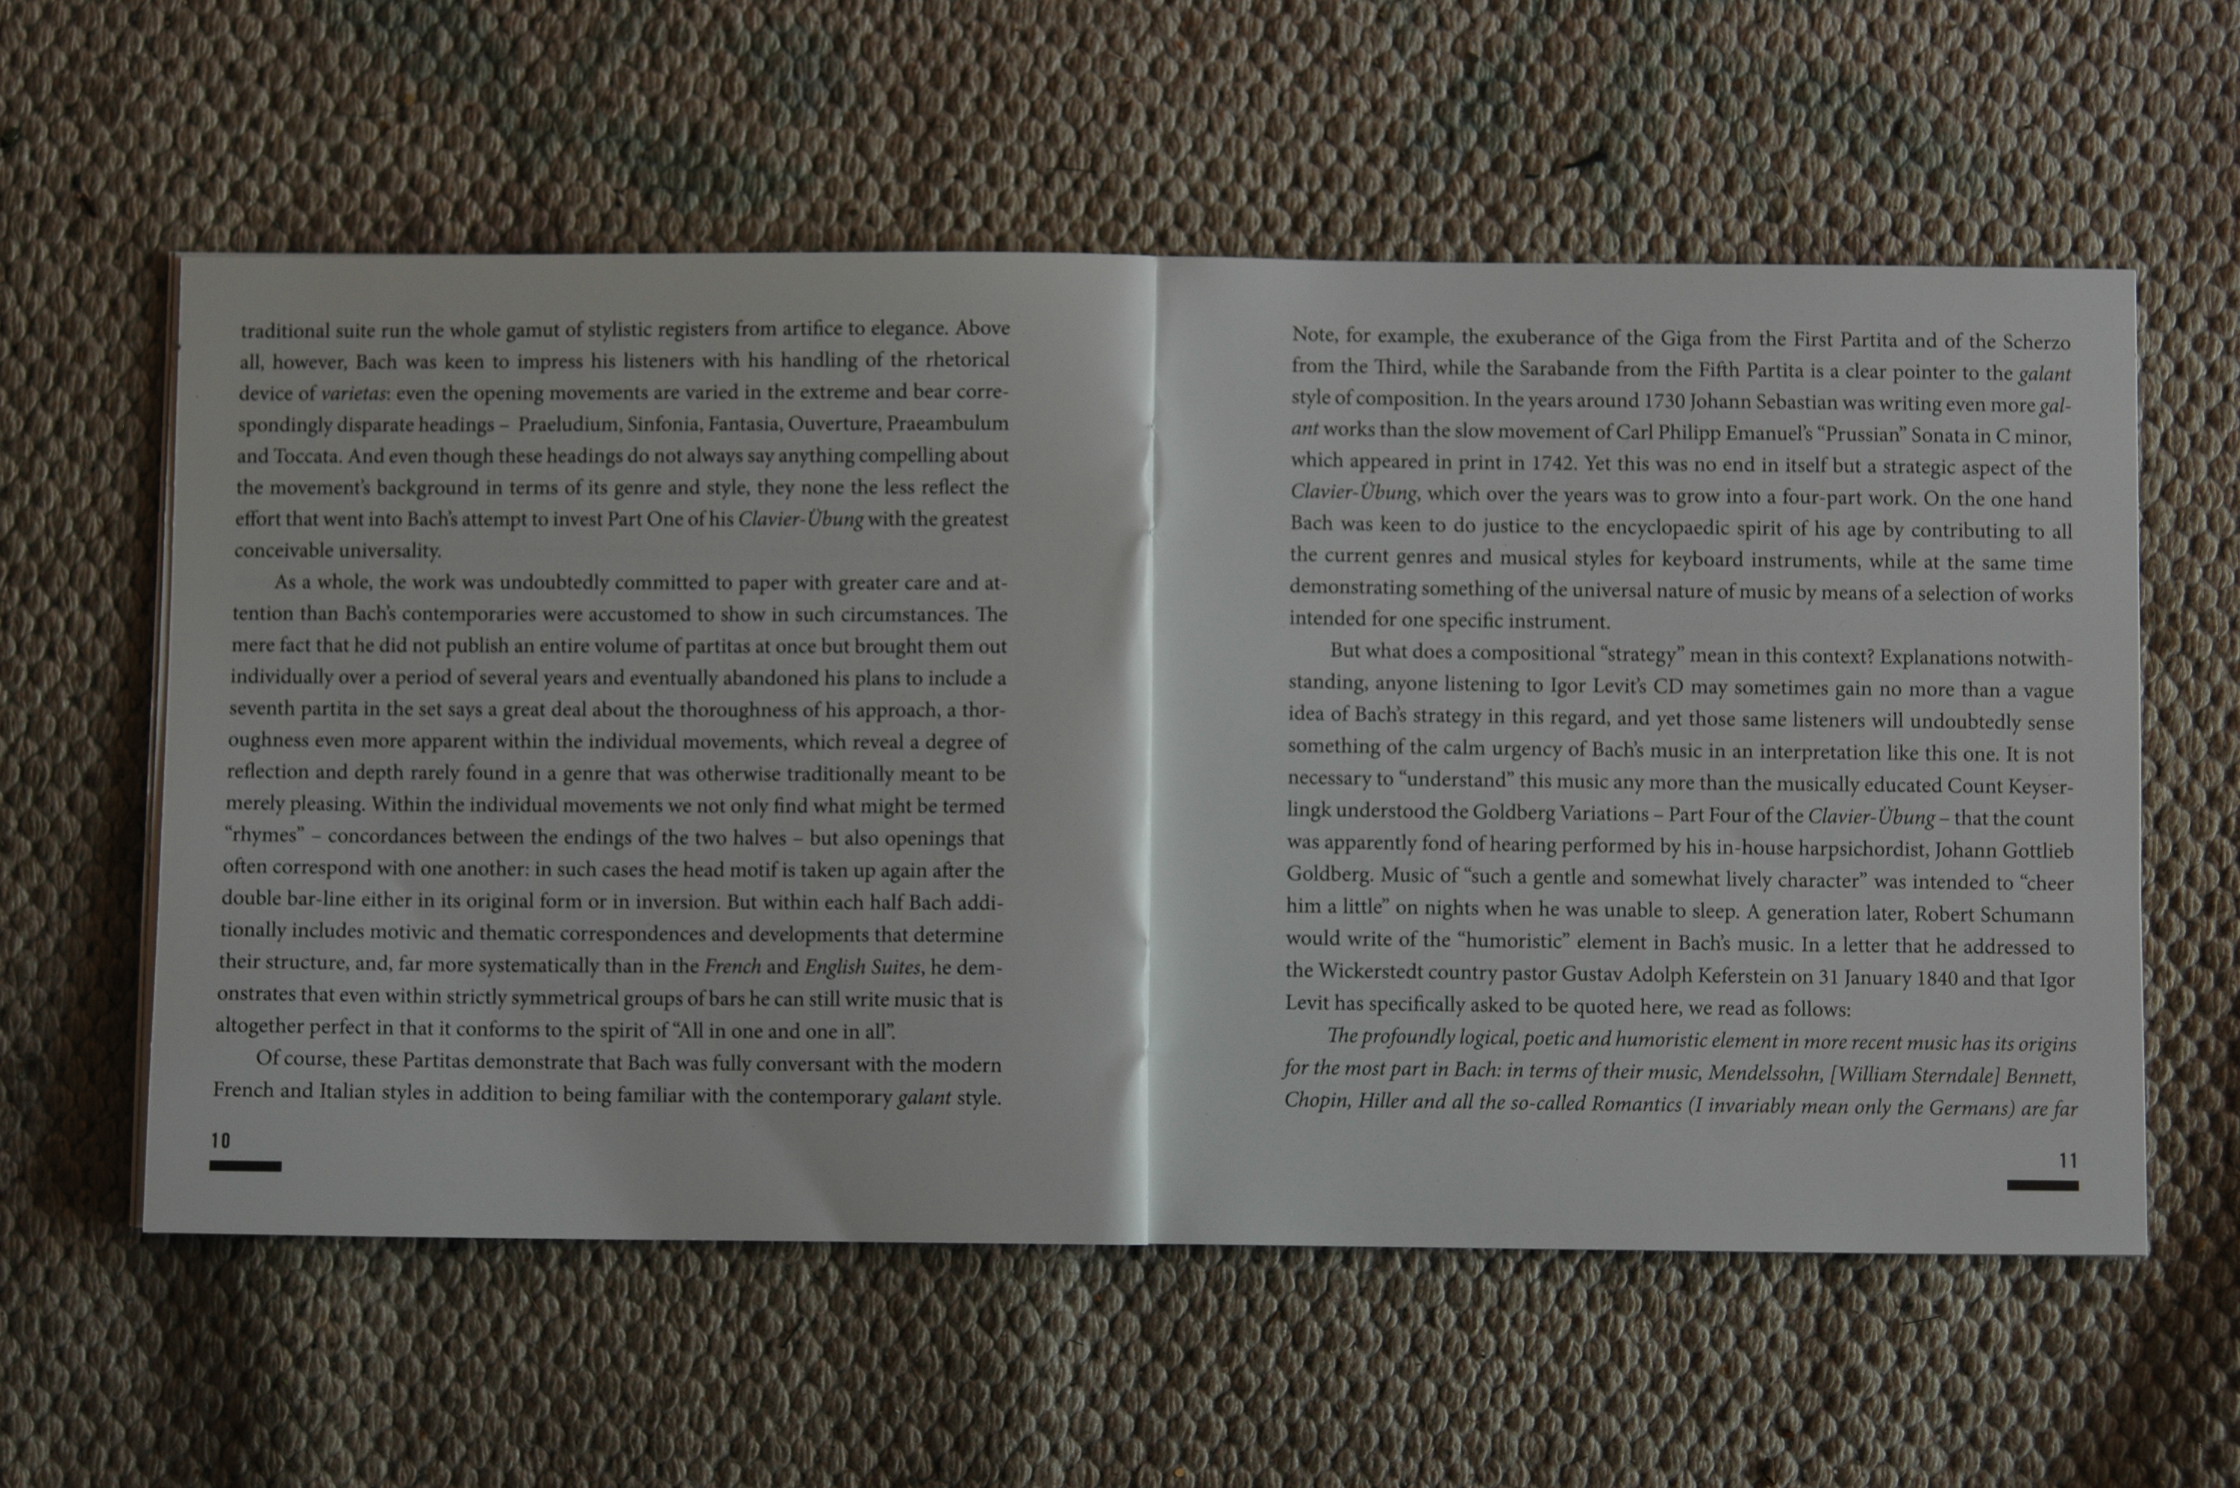 traditional suite run the whole gamut of stylistic registers from artifice to elegance. Above
all, however, Bach was keen to impress his listeners with his handling of the rhetorical
device of varietas: even the opening movements are varied in the extreme and bear corre-
spondingly disparate headings – Praeludium, Sinfonia, Fantasia, Ouverture, Praeambulum
and Toccata. And even though these headings do not always say anything compelling about
the movement's background in terms of its genre and style, they none the less reflect the
effort that went into Bach's attempt to invest Part One of his Clavier-Übung with the greatest
conceivable universality.
As a whole, the work was undoubtedly committed to paper with greater care and at-
tention than Bach's contemporaries were accustomed to show in such circumstances. The
mere fact that he did not publish an entire volume of partitas at once but brought them out
individually over a period of several years and eventually abandoned his plans to include a
seventh partita in the set says a great deal about the thoroughness of his approach, a thor-
oughness even more apparent within the individual movements, which reveal a degree of
reflection and depth rarely found in a genre that was otherwise traditionally meant to be
merely pleasing. Within the individual movements we not only find what might be termed
“rhymes” – concordances between the endings of the two halves – but also openings that
often correspond with one another: in such cases the head motif is taken up again after the
double bar-line either in its original form or in inversion. But within each half Bach addi-
tionally includes motivic and thematic correspondences and developments that determine
their structure, and, far more systematically than in the French and English Suites, he dem-
onstrates that even within strictly symmetrical groups of bars he can still write music that is
altogether perfect in that it conforms to the spirit of “All in one and one in all”.
Of course, these Partitas demonstrate that Bach was fully conversant with the modern
French and Italian styles in addition to being familiar with the contemporary galant style.
10
Note, for example, the exuberance of the Giga from the First Partita and of the Scherzo
from the Third, while the Sarabande from the Fifth Partita is a clear pointer to the galant
style of composition. In the years around 1730 Johann Sebastian was writing even more gal-
ant works than the slow movement of Carl Philipp Emanuel's “Prussian” Sonata in C minor,
which appeared in print in 1742. Yet this was no end in itself but a strategic aspect of the
Clavier-Übung, which over the years was to grow into a four-part work. On the one hand
Bach was keen to do justice to the encyclopaedic spirit of his age by contributing to all
the current genres and musical styles for keyboard instruments, while at the same time
demonstrating something of the universal nature of music by means of a selection of works
intended for one specific instrument.
But what does a compositional “strategy” mean in this context? Explanations notwith-
standing, anyone listening to Igor Levit's CD may sometimes gain no more than a vague
idea of Bach's strategy in this regard, and yet those same listeners will undoubtedly sense
something of the calm urgency of Bach's music in an interpretation like this one. It is not
necessary to “understand” this music any more than the musically educated Count Keyser-
lingk understood the Goldberg Variations – Part Four of the Clavier-Übung – that the count
was apparently fond of hearing performed by his in-house harpsichordist, Johann Gottlieb
Goldberg. Music of “such a gentle and somewhat lively character” was intended to “cheer
him a little” on nights when he was unable to sleep. A generation later, Robert Schumann
would write of the “humoristic” element in Bach's music. In a letter that he addressed to
the Wickerstedt country pastor Gustav Adolph Keferstein on 31 January 1840 and that Igor
Levit has specifically asked to be quoted here, we read as follows:
The profoundly logical, poetic and humoristic element in more recent music has its origins
for the most part in Bach: in terms of their music, Mendelssohn, [William Sterndale] Bennett,
Chopin, Hiller and all the so-called Romantics (I invariably mean only the Germans) are far
11